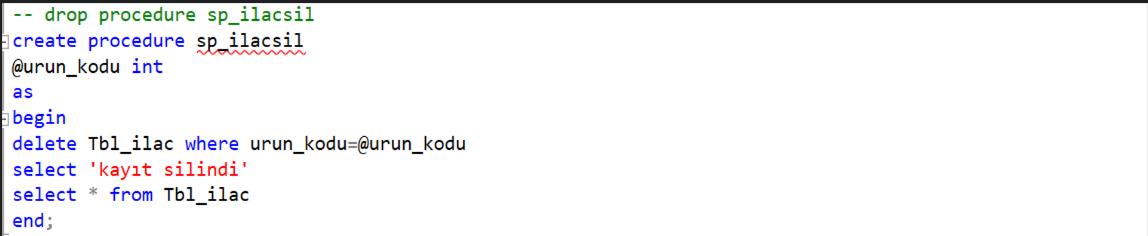 -- drop procedure sp_ilacsil
create procedure sp_ilacsil
@urun_kodu int
as
begin
delete Tbl_ilac where urun_kodu=@urun_kodu
select 'kayıt silindi'
select * from Tbl_ilac
end;